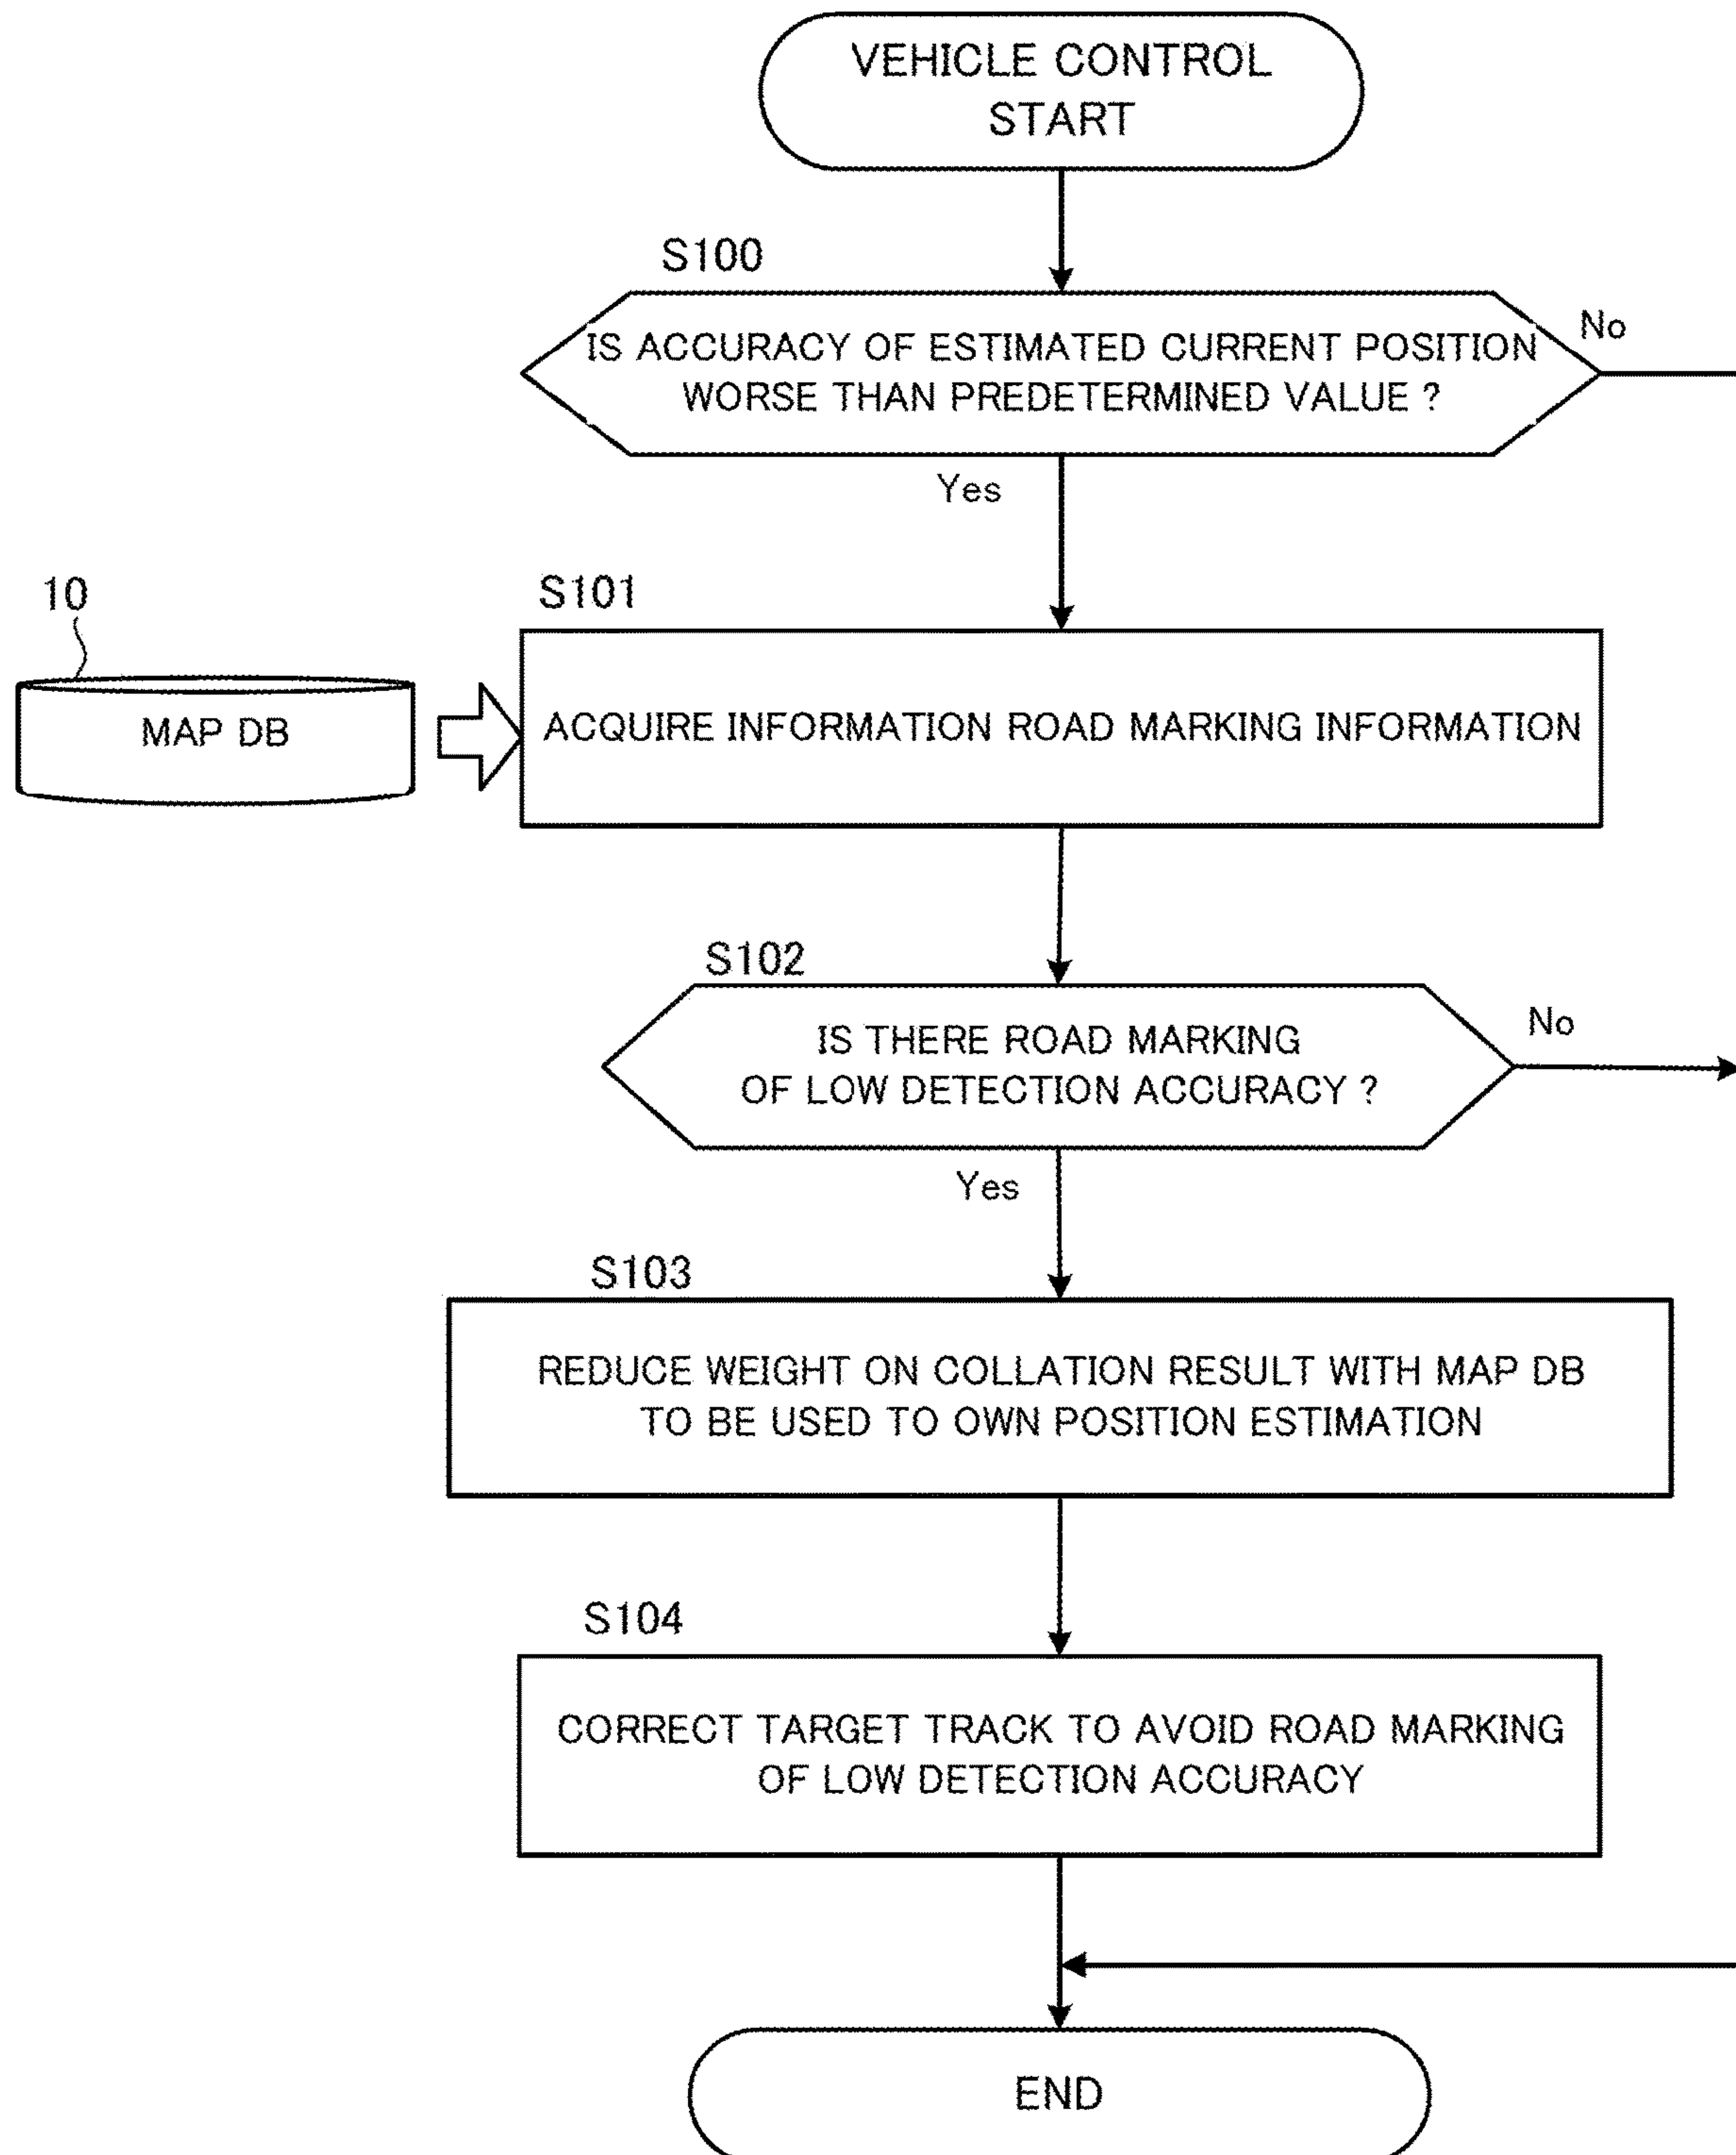 VEHICLE CONTROL
START
S100
IS ACCURACY OF ESTIMATED CURRENT POSITION
WORSE THAN PREDETERMINED VALUE ?
No
Yes
10
S101
MAP DB
ACQUIRE INFORMATION ROAD MARKING INFORMATION
S102
IS THERE ROAD MARKING
OF LOW DETECTION ACCURACY ?
No
Yes
S103
REDUCE WEIGHT ON COLLATION RESULT WITH MAP DB
TO BE USED TO OWN POSITION ESTIMATION
S104
CORRECT TARGET TRACK TO AVOID ROAD MARKING
OF LOW DETECTION ACCURACY
END